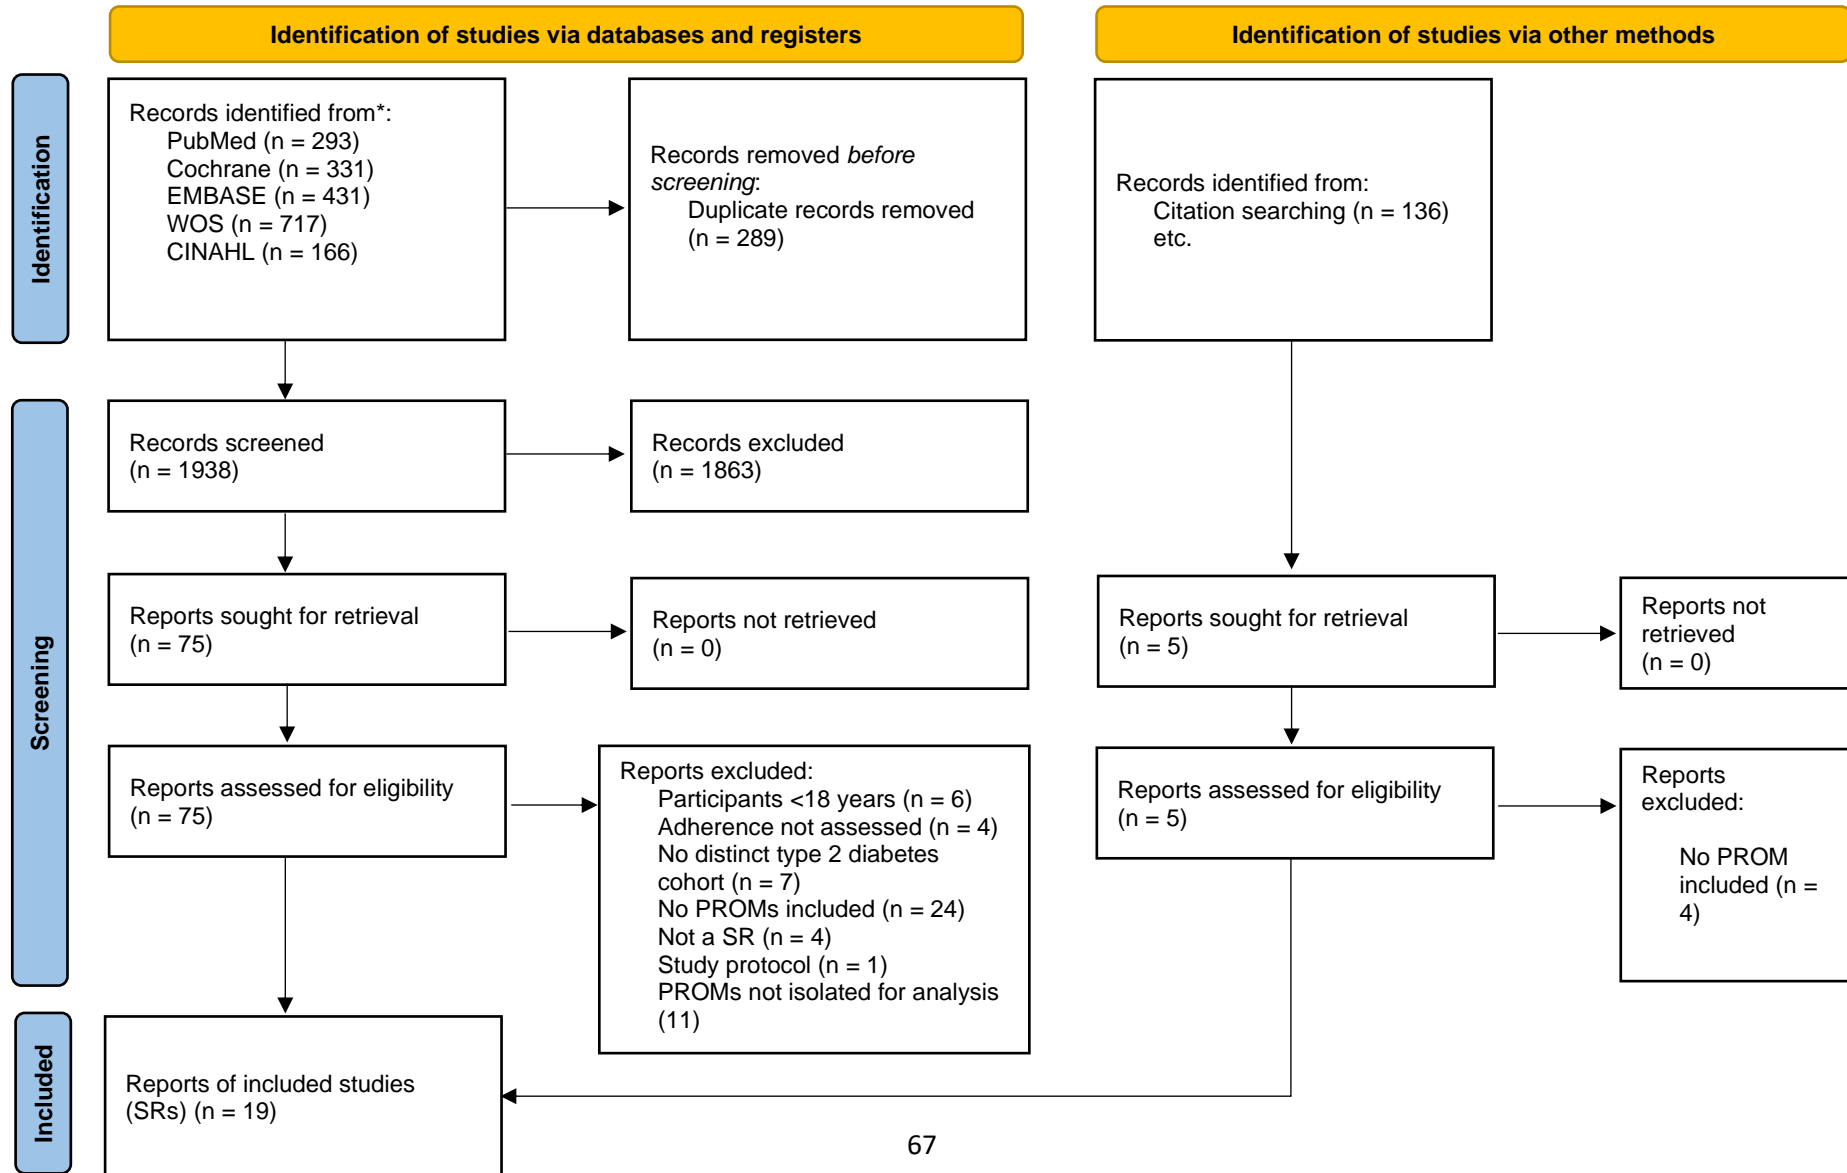 Identification of studies via databases and registers
Identification of studies via other methods
Identification
Records identified from*:
PubMed (n = 293)
Cochrane (n = 331)
EMBASE (n = 431)
WOS (n = 717)
CINAHL (n = 166)
Records removed before
screening:
Duplicate records removed
(n = 289)
Records identified from:
Citation searching (n = 136)
etc.
Screening
Records screened
(n = 1938)
Records excluded
(n = 1863)
Reports sought for retrieval
(n = 75)
Reports not retrieved
(n = 0)
Reports sought for retrieval
(n = 5)
Reports not
retrieved
(n = 0)
Reports assessed for eligibility
(n = 75)
Reports excluded:
Participants <18 years (n = 6)
Adherence not assessed (n = 4)
No distinct type 2 diabetes
cohort (n = 7)
No PROMs included (n = 24)
Not a SR (n = 4)
Study protocol (n = 1)
PROMs not isolated for analysis
(11)
Reports assessed for eligibility
(n = 5)
Reports
excluded:
No PROM
included (n =
4)
Included
Reports of included studies
(SRs) (n = 19)
67